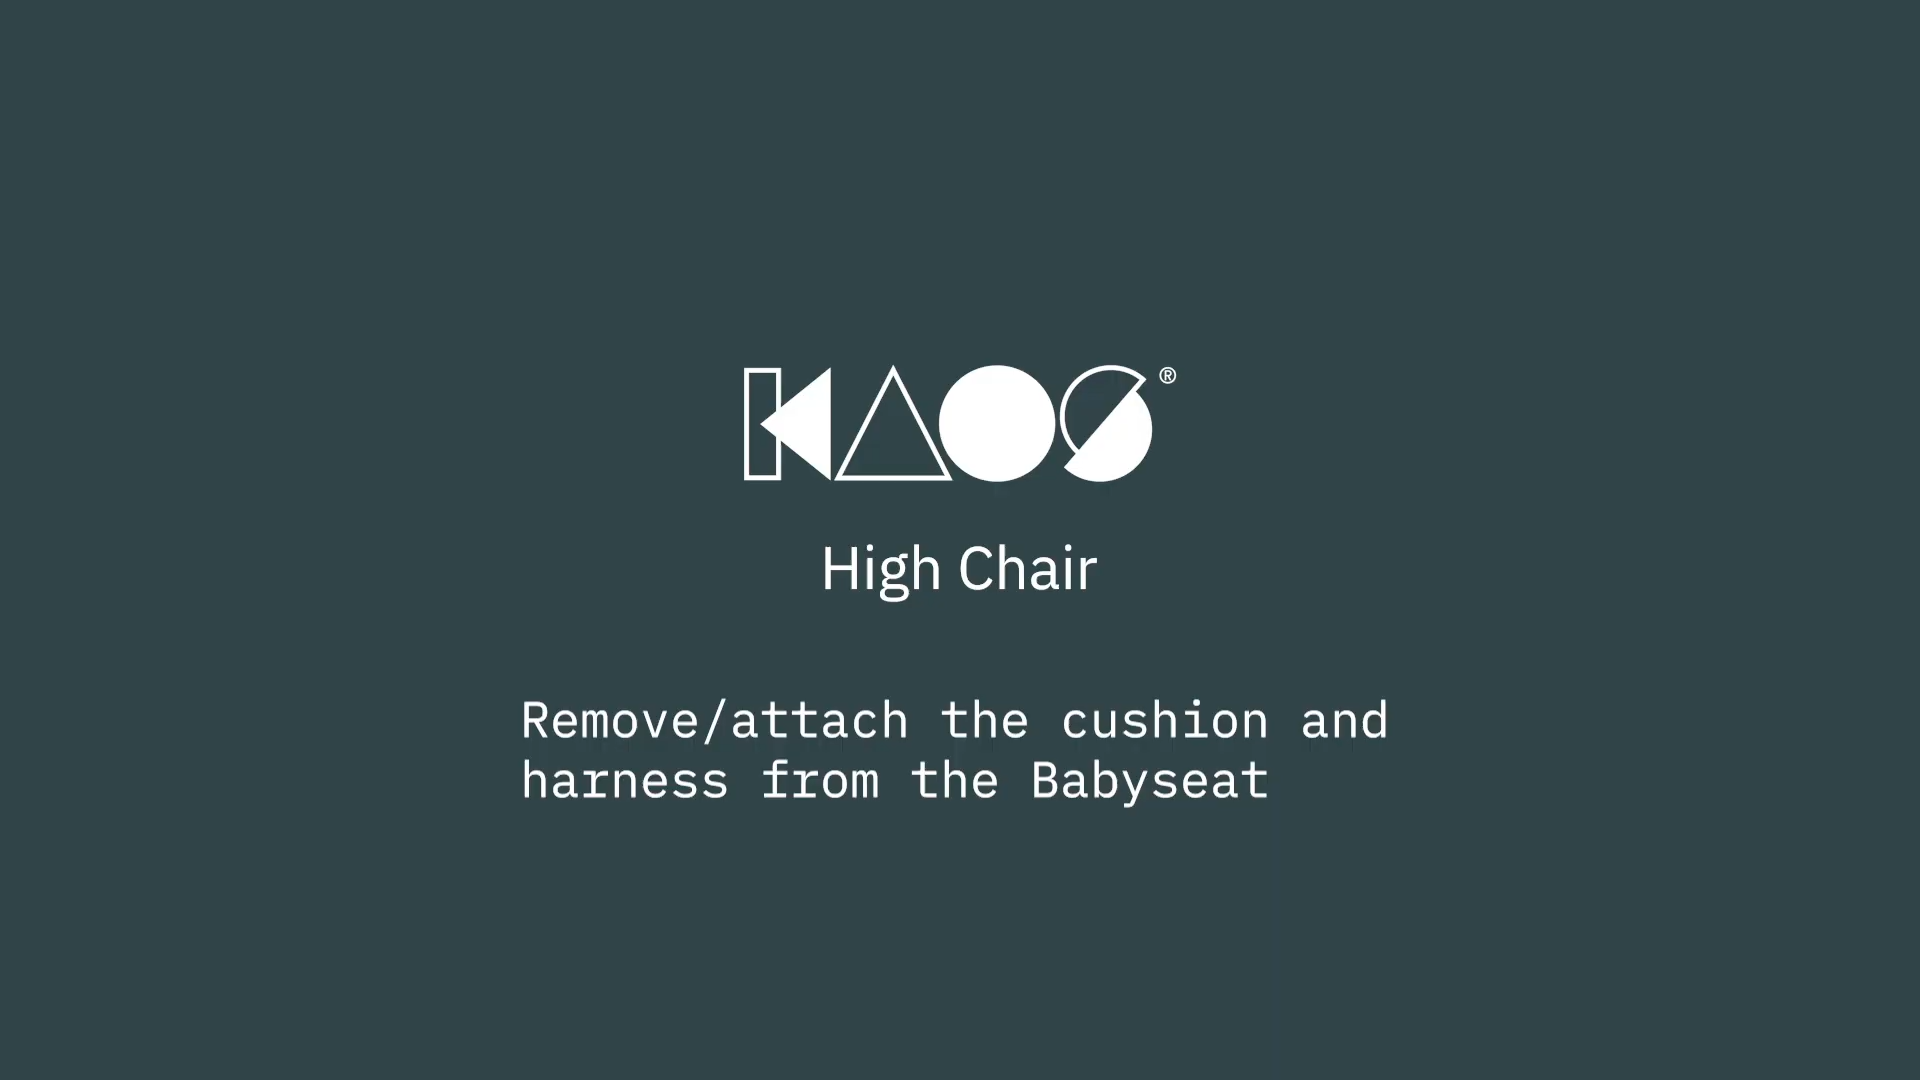 KAOS®
High Chair
Remove/attach the cushion and
harness from the Babyseat